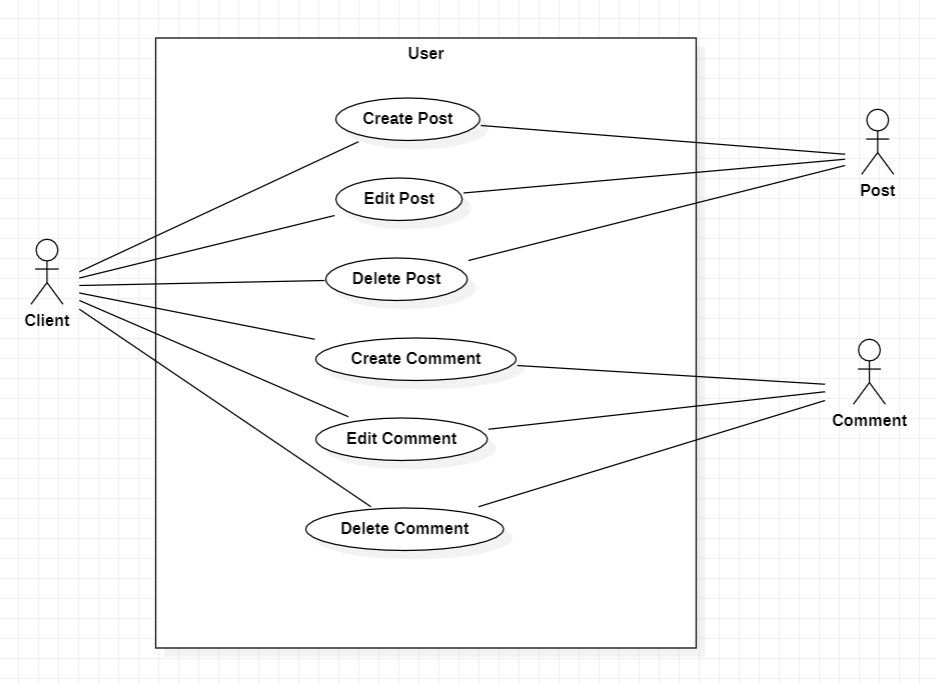 User
Create Post
Edit Post
Delete Post
Create Comment
Edit Comment
Delete Comment
Client
Post
Comment